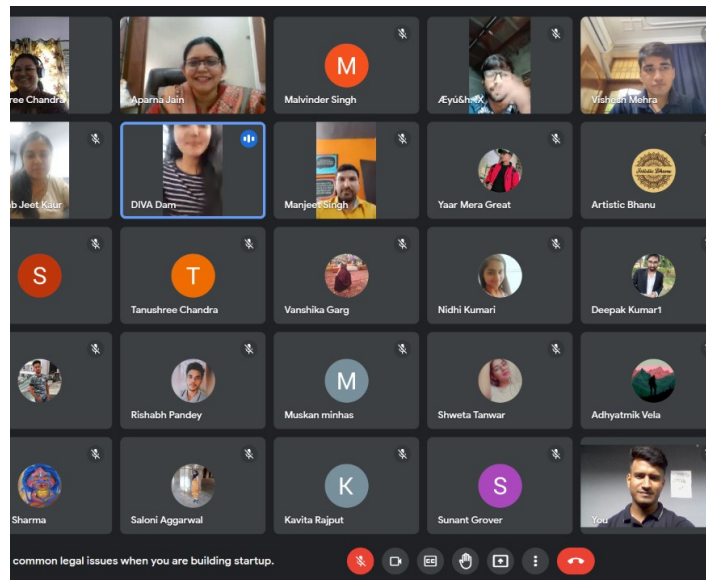 ree Chandra
Aparna Jain
M
Malvinder Singh
Æyú&h
Vishesh Mehra
b Jeet Kaur
DIVA Dam
Manjeet Singh
Yaar Mera Great
Artistic Bhanu
S
T
Tanushree Chandra
Vanshika Garg
Nidhi Kumari
Deepak Kumar1
Rishabh Pandey
M
Muskan minhas
Shweta Tanwar
Adhyatmik Vela
Sharma
Saloni Aggarwal
K
Kavita Rajput
S
Sunant Grover
You
common legal issues when you are building startup.
CC